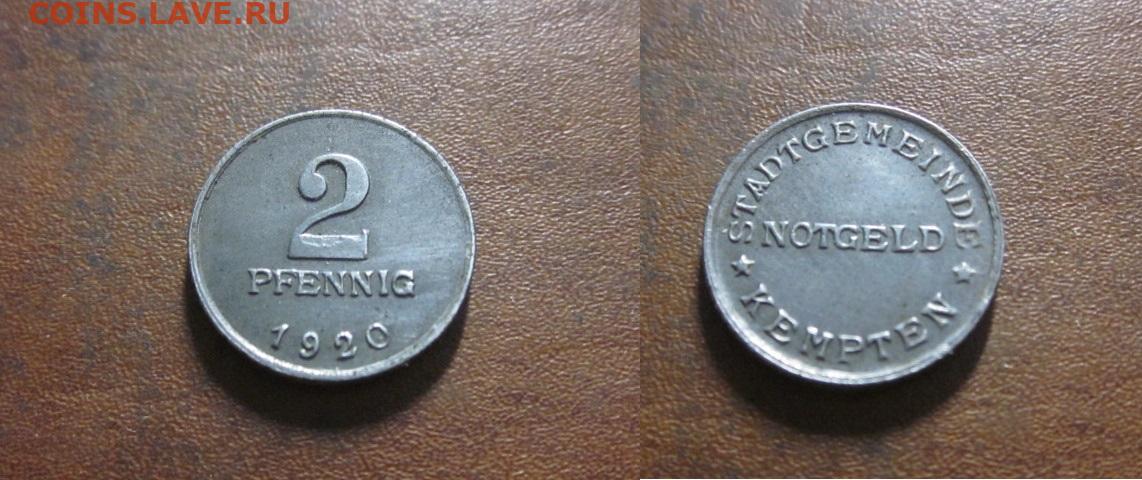 COINS.LAVE.RU
2
PFENNIG
1920
STADTGEMEINDE
NOTGELD
★ KEMPTEN ★